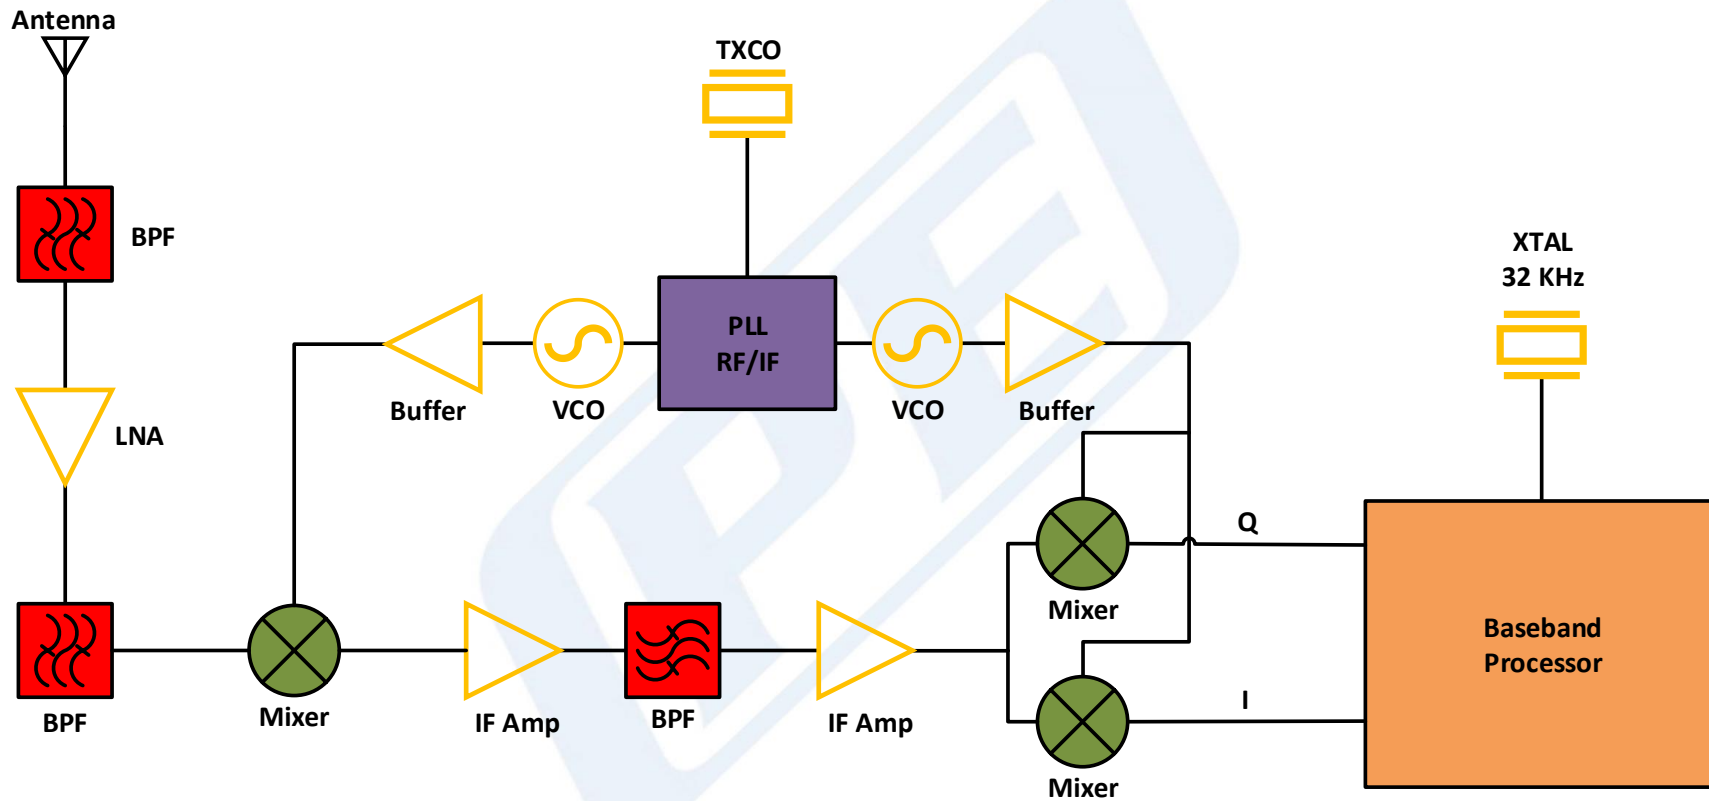 Antenna
TXCO
BPF
XTAL
32 KHz
PLL
RF/IF
Buffer
VCO
VCO
Buffer
LNA
Q
Mixer
Baseband
Processor
I
BPF
Mixer
IF Amp
BPF
IF Amp
Mixer
PE